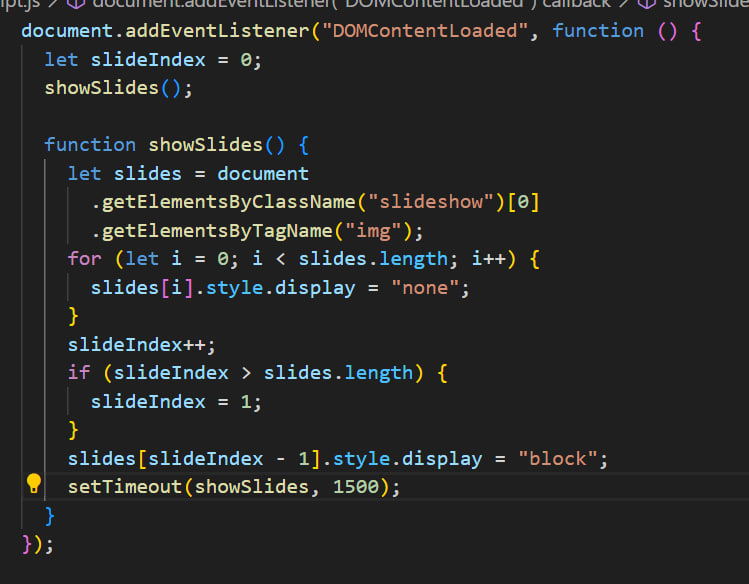 ipt.js > document.addEventListener("DOMContentLoaded") callback > showSlide
document.addEventListener("DOMContentLoaded", function () {
  let slideIndex = 0;
  showSlides();

  function showSlides() {
    let slides = document
      .getElementsByClassName("slideshow")[0]
      .getElementsByTagName("img");
    for (let i = 0; i < slides.length; i++) {
      slides[i].style.display = "none";
    }
    slideIndex++;
    if (slideIndex > slides.length) {
      slideIndex = 1;
    }
    slides[slideIndex - 1].style.display = "block";
    setTimeout(showSlides, 1500);
  }
});